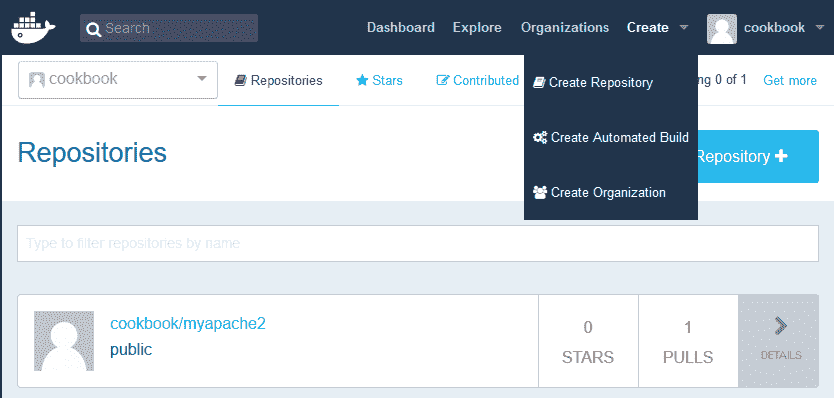 Search
Dashboard Explore Organizations Create cookbook
cookbook Repositories Stars Contributed ng 0 of 1 Get more
Create Repository
Create Automated Build
Create Organization
Repositories
Repository
Type to filter repositories by name
cookbook/myapache2
public
0
STARS
1
PULLS
DETAILS